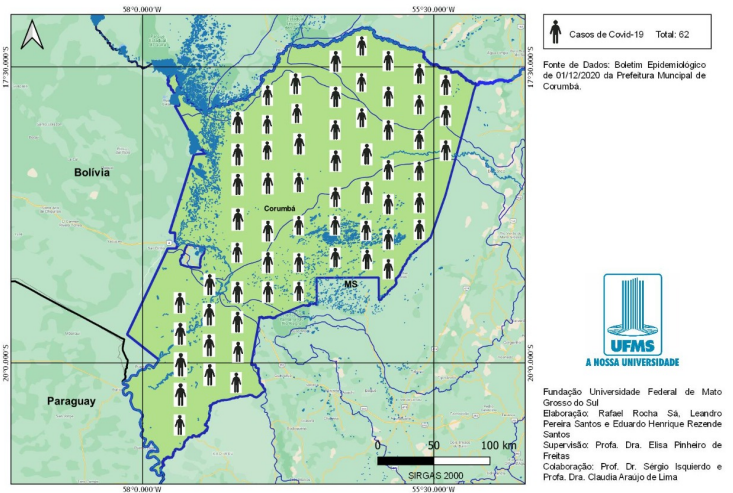 58°0.000'W
55°30.000'W
17°30.000'S
17°30.000'S
Bolívia
Corumbá
MS
Paraguay
20°0.000'S
20°0.000'S
0
50
100 km
SIRGAS 2000
58°0.000'W
55°30.000'W
Casos de Covid-19 Total: 62
Fonte de Dados: Boletim Epidemiológico
de 01/12/2020 da Prefeitura Muncipal de
Corumbá.
UFMS
A NOSSA UNIVERSIDADE
Fundação Universidade Federal de Mato
Grosso do Sul
Elaboração: Rafael Rocha Sá, Leandro
Pereira Santos e Eduardo Henrique Rezende
Santos
Supervisão: Profa. Dra. Elisa Pinheiro de
Freitas
Colaboração: Prof. Dr. Sérgio Isquierdo e
Profa. Dra. Claudia Araújo de Lima